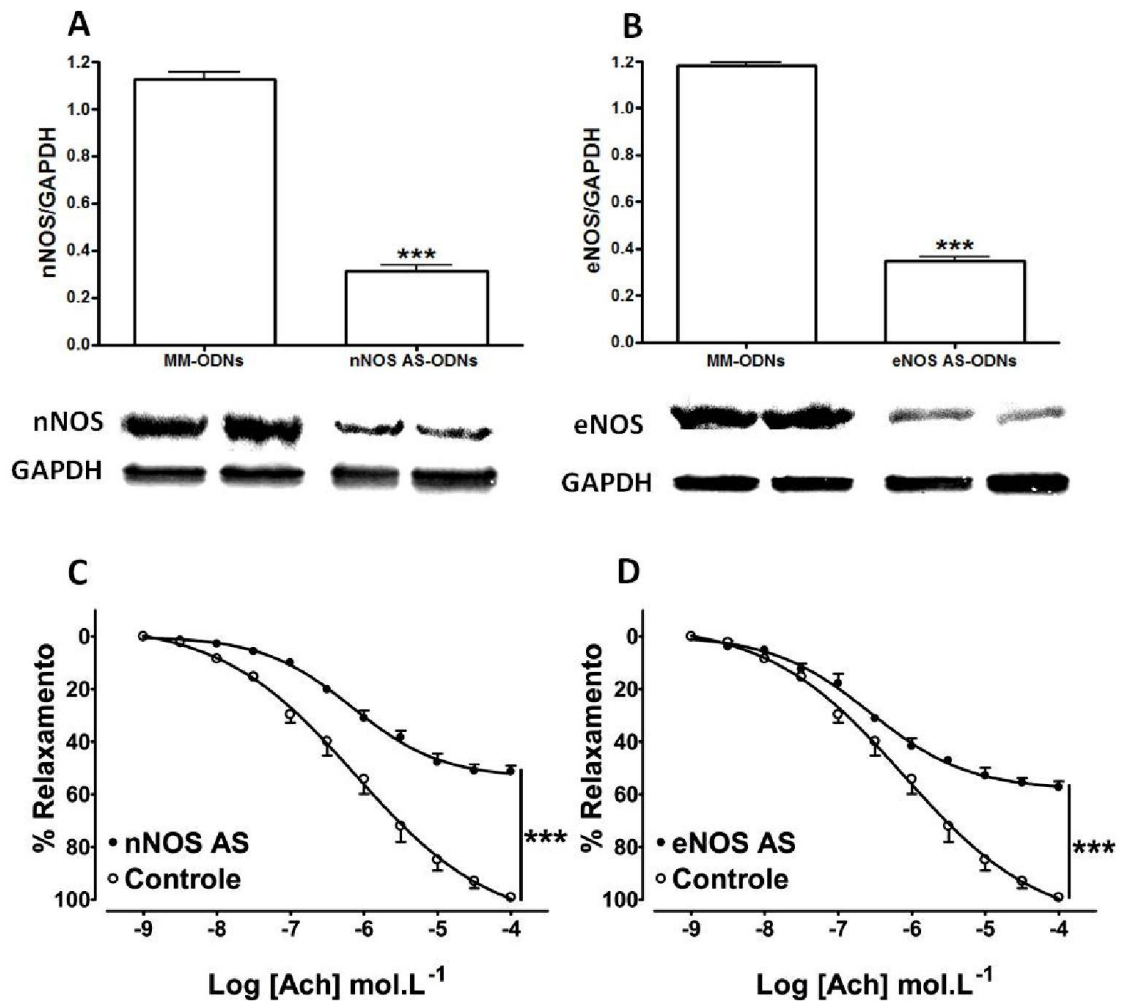 A
nNOS/GAPDH
1.2
1.0
0.8
0.6
0.4
0.2
0.0
***
MM-ODNs nNOS AS-ODNs
nNOS
GAPDH
B
eNOS/GAPDH
1.2
1.0
0.8
0.6
0.4
0.2
0.0
***
MM-ODNs eNOS AS-ODNs
eNOS
GAPDH
C
% Relaxamento
0
20
40
60
80
100
nNOS AS
Controle
***
-9 -8 -7 -6 -5 -4
Log [Ach] mol.L-1
D
% Relaxamento
0
20
40
60
80
100
eNOS AS
Controle
***
-9 -8 -7 -6 -5 -4
Log [Ach] mol.L-1